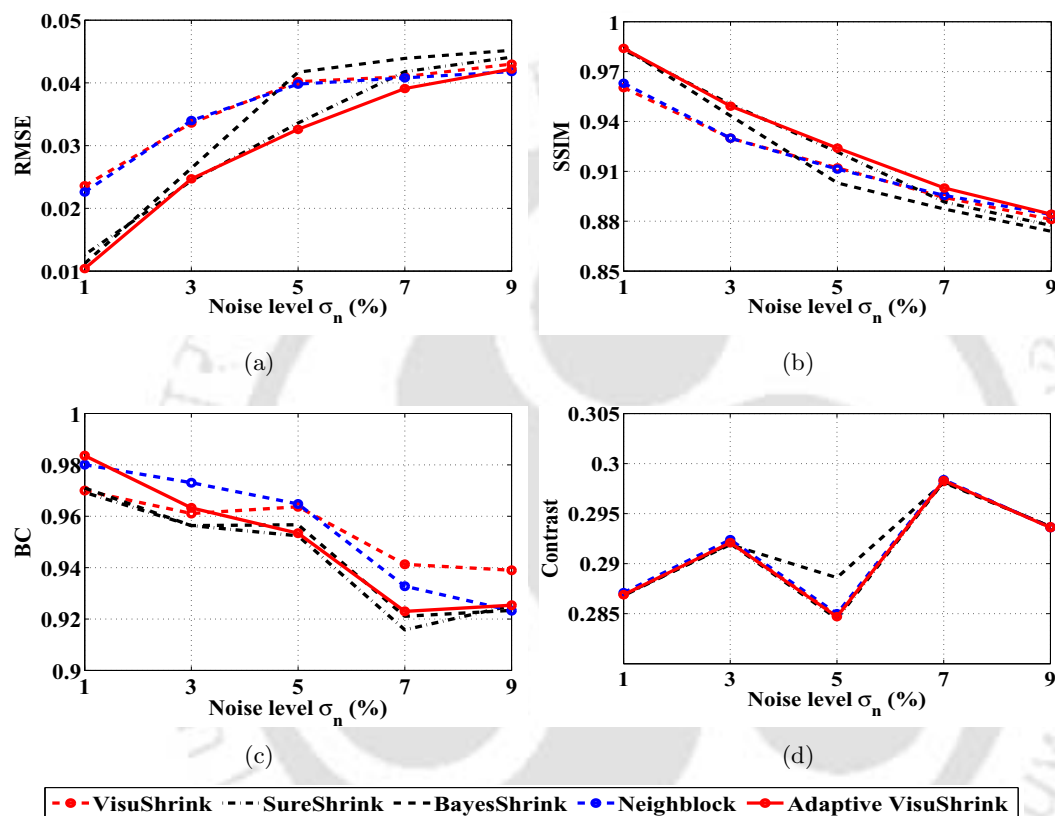 0.05
0.04
0.03
0.02
0.01
RMSE
1 3 5 7 9
Noise level σn (%)
(a)
1
0.97
0.94
0.91
0.88
0.85
SSIM
1 3 5 7 9
Noise level σn (%)
(b)
1
0.98
0.96
0.94
0.92
0.9
BC
1 3 5 7 9
Noise level σn (%)
(c)
0.305
0.3
0.295
0.29
0.285
Contrast
1 3 5 7 9
Noise level σn (%)
(d)
VisuShrink SureShrink BayesShrink Neighblock Adaptive VisuShrink